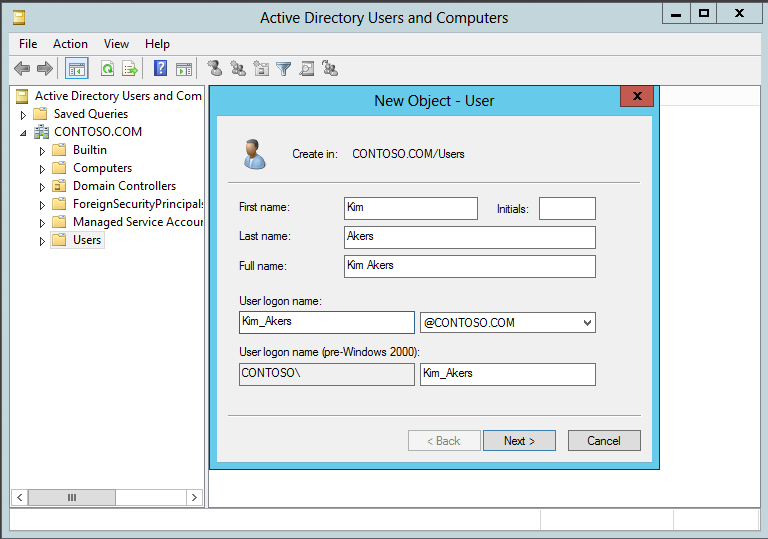 Active Directory Users and Computers
File Action View Help
Active Directory Users and Com
Saved Queries
CONTOSO.COM
Builtin
Computers
Domain Controllers
ForeignSecurityPrincipals
Managed Service Accour
Users
New Object - User
Create in: CONTOSO.COM/Users
First name: Kim Initials:
Last name: Akers
Full name: Kim Akers
User logon name:
Kim_Akers @CONTOSO.COM
User logon name (pre-Windows 2000):
CONTOSO\ Kim_Akers
< Back Next > Cancel